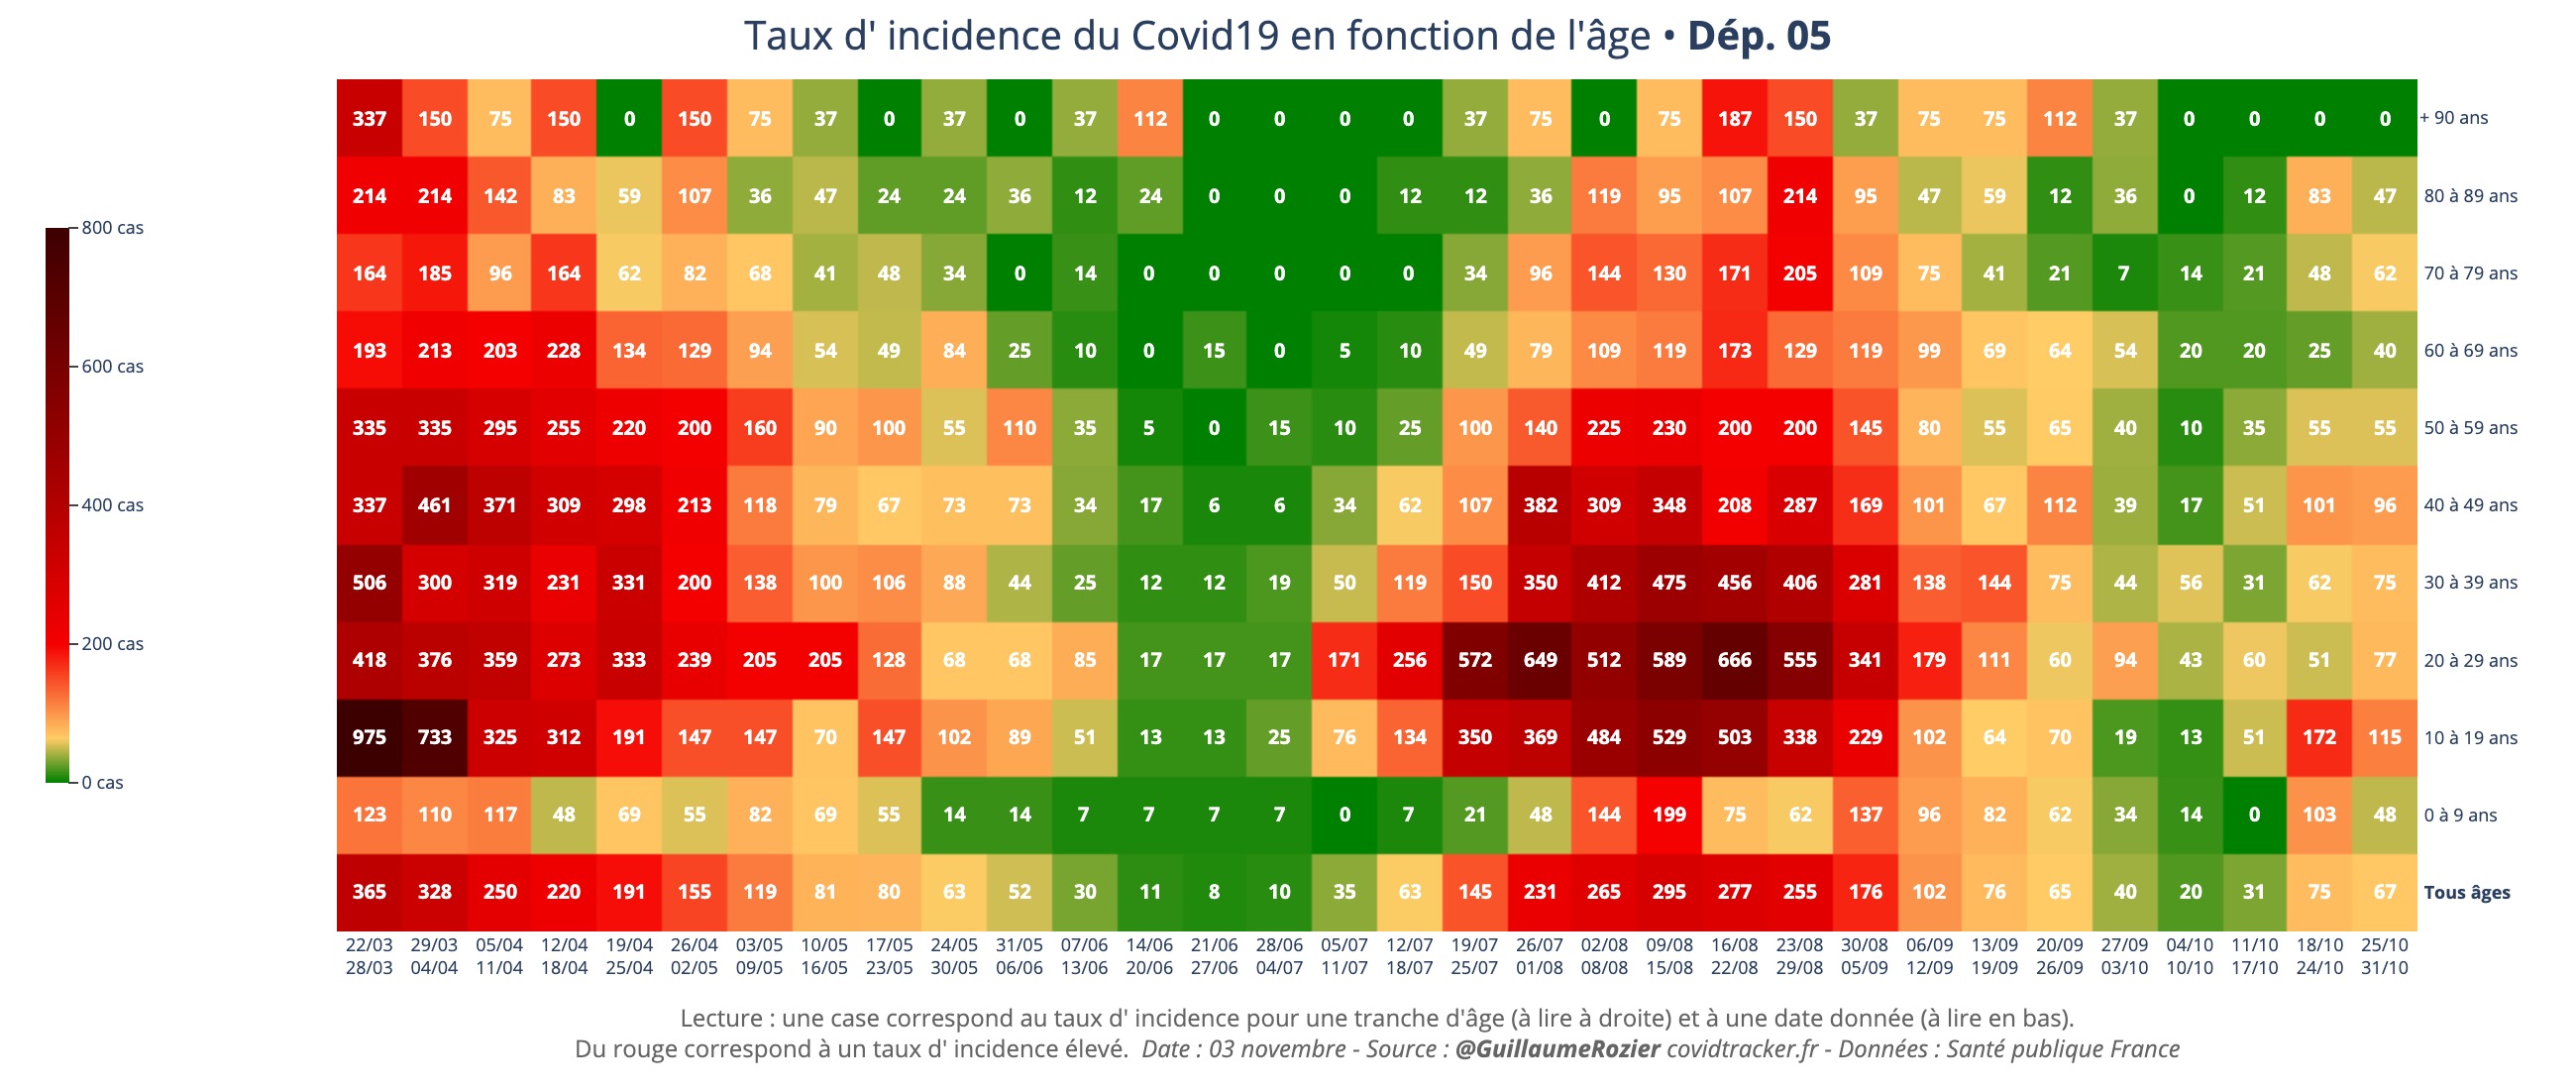 Taux d' incidence du Covid19 en fonction de l'âge • Dép. 05
800 cas
600 cas
400 cas
200 cas
0 cas
337 150 75 150 0 150 75 37 0 37 0 37 112 0 0 0 0 37 75 0 75 187 150 37 75 75 112 37 0 0 0 0 + 90 ans
214 214 142 83 59 107 36 47 24 24 36 12 24 0 0 0 12 12 36 119 95 107 214 95 47 59 12 36 0 12 83 47 80 à 89 ans
164 185 96 164 62 82 68 41 48 34 0 14 0 0 0 0 0 34 96 144 130 171 205 109 75 41 21 7 14 21 48 62 70 à 79 ans
193 213 203 228 134 129 94 54 49 84 25 10 0 15 0 5 10 49 79 109 119 173 129 119 99 69 64 54 20 20 25 40 60 à 69 ans
335 335 295 255 220 200 160 90 100 55 110 35 5 0 15 10 25 100 140 225 230 200 200 145 80 55 65 40 10 35 55 55 50 à 59 ans
337 461 371 309 298 213 118 79 67 73 73 34 17 6 6 34 62 107 382 309 348 208 287 169 101 67 112 39 17 51 101 96 40 à 49 ans
506 300 319 231 331 200 138 100 106 88 44 25 12 12 19 50 119 150 350 412 475 456 406 281 138 144 75 44 56 31 62 75 30 à 39 ans
418 376 359 273 333 239 205 205 128 68 68 85 17 17 17 171 256 572 649 512 589 666 555 341 179 111 60 94 43 60 51 77 20 à 29 ans
975 733 325 312 191 147 147 70 147 102 89 51 13 13 25 76 134 350 369 484 529 503 338 229 102 64 70 19 13 51 172 115 10 à 19 ans
123 110 117 48 69 55 82 69 55 14 14 7 7 7 7 0 7 21 48 144 199 75 62 137 96 82 62 34 14 0 103 48 0 à 9 ans
365 328 250 220 191 155 119 81 80 63 52 30 11 8 10 35 63 145 231 265 295 277 255 176 102 76 65 40 20 31 75 67 Tous âges
22/03 29/03 05/04 12/04 19/04 26/04 03/05 10/05 17/05 24/05 31/05 07/06 14/06 21/06 28/06 05/07 12/07 19/07 26/07 02/08 09/08 16/08 23/08 30/08 06/09 13/09 20/09 27/09 04/10 11/10 18/10 25/10
28/03 04/04 11/04 18/04 25/04 02/05 09/05 16/05 23/05 30/05 06/06 13/06 20/06 27/06 04/07 11/07 18/07 25/07 01/08 08/08 15/08 22/08 29/08 05/09 12/09 19/09 26/09 03/10 10/10 17/10 24/10 31/10
Lecture : une case correspond au taux d' incidence pour une tranche d'âge (à lire à droite) et à une date donnée (à lire en bas).
Du rouge correspond à un taux d' incidence élevé. Date : 03 novembre - Source : @GuillaumeRozier covidtracker.fr - Données : Santé publique France